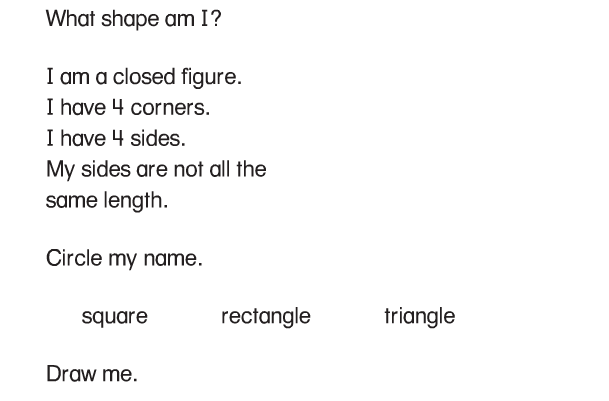 What shape am I?
I am a closed figure.
I have 4 corners.
I have 4 sides.
My sides are not all the
same length.
Circle my name.
square rectangle triangle
Draw me.